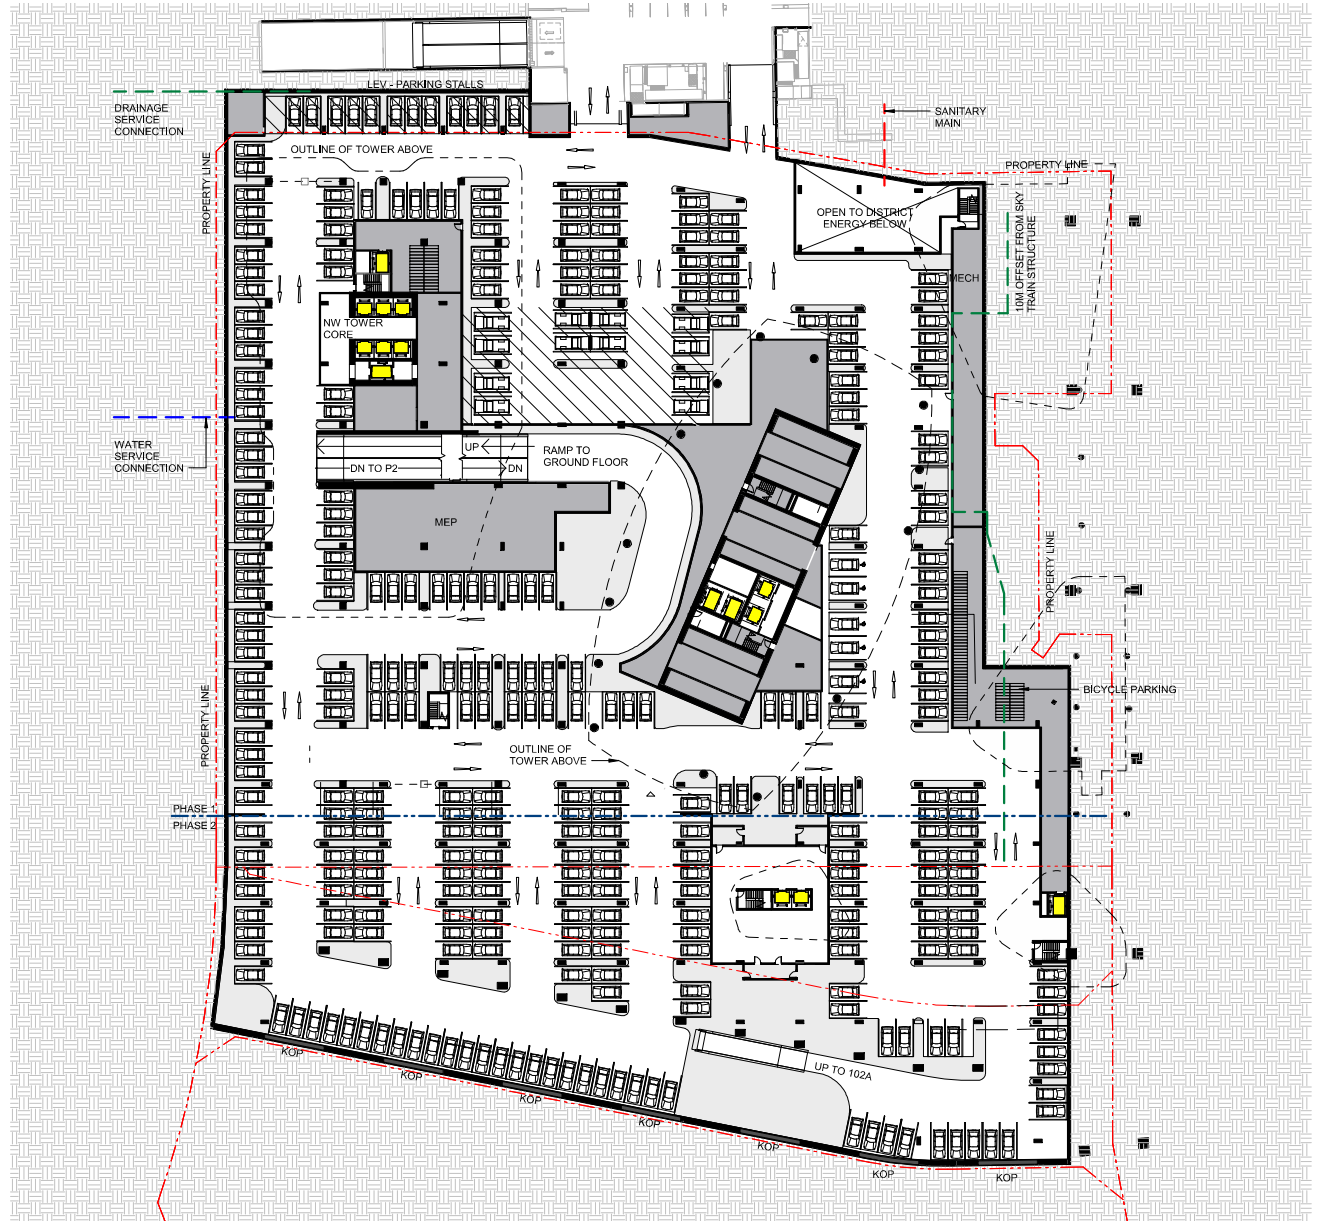 LEV - PARKING STALLS
DRAINAGE
SERVICE
CONNECTION
SANITARY
MAIN
OUTLINE OF TOWER ABOVE
PROPERTY LINE
PROPERTY LINE
OPEN TO DISTRICT
ENERGY BELOW
10M OFFSET FROM SKY
TRAIN STRUCTURE
MECH
NW TOWER
CORE
WATER
SERVICE
CONNECTION
UP
RAMP TO
GROUND FLOOR
DN TO P2
DN
MEP
PROPERTY LINE
PROPERTY LINE
BICYCLE PARKING
OUTLINE OF
TOWER ABOVE
PHASE 1
PHASE 2
UP TO 102A
KOP
KOP
KOP
KOP
KOP
KOP
KOP